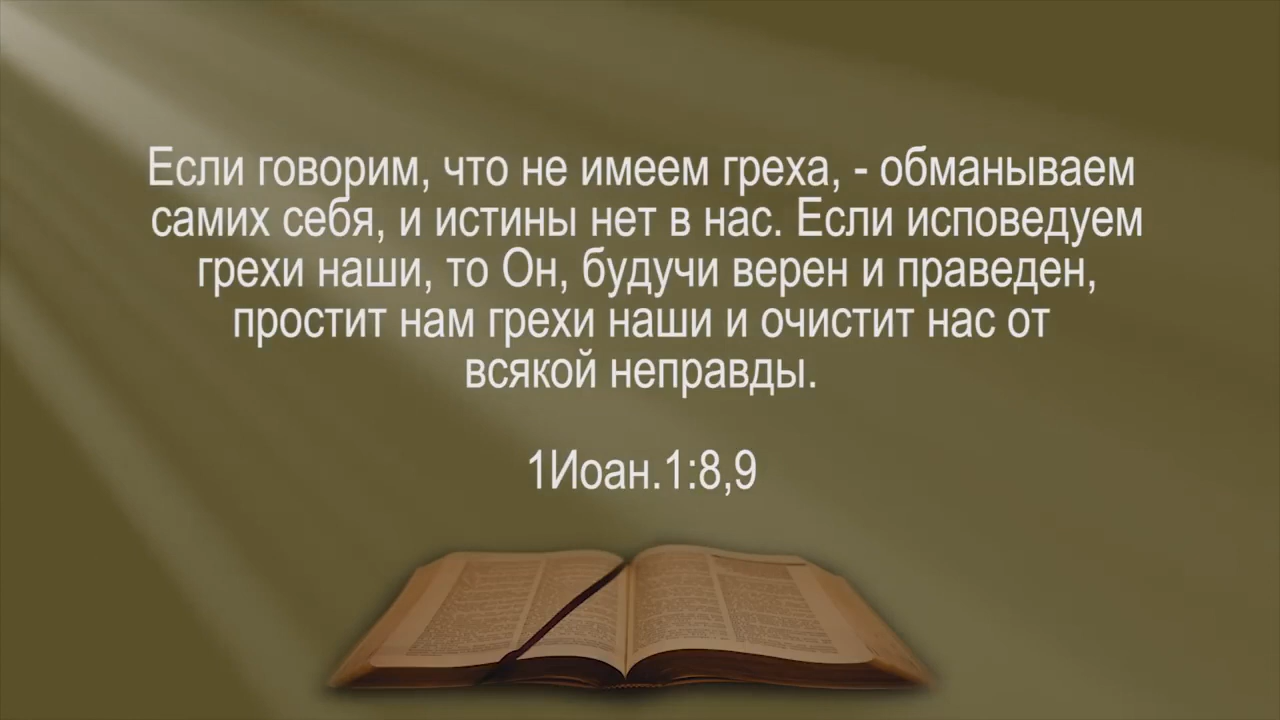 Если говорим, что не имеем греха, - обманываем
самих себя, и истины нет в нас. Если исповедуем
грехи наши, то Он, будучи верен и праведен,
простит нам грехи наши и очистит нас от
всякой неправды.
1Иоан.1:8,9